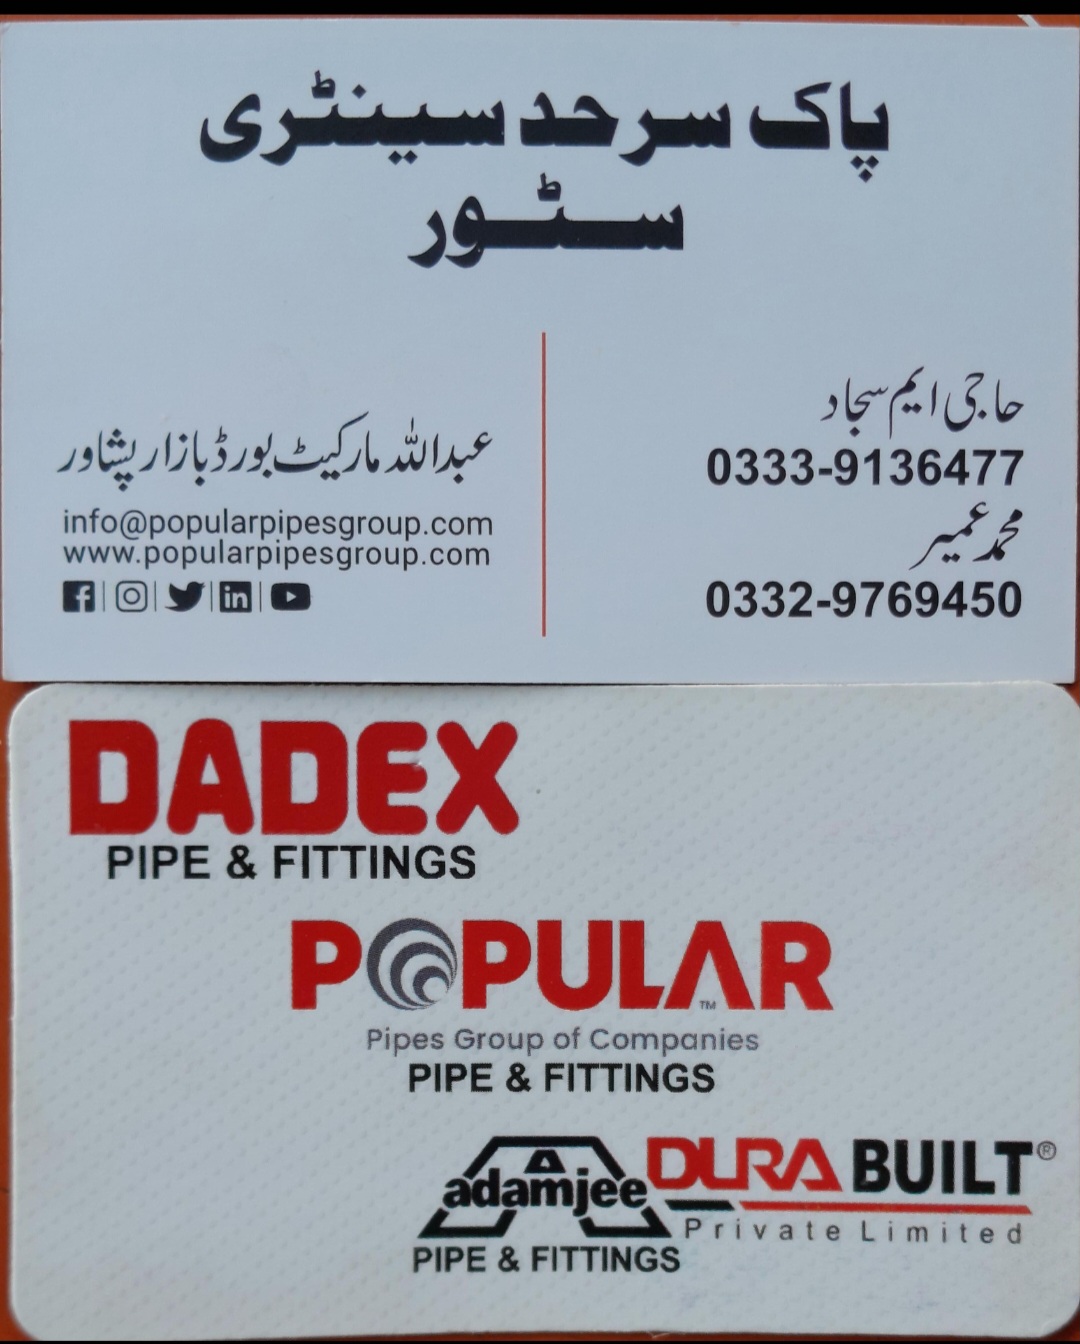 پاک سرحد سینٹری
سٹور
حاجی ایم سجاد
0333-9136477
محمد عمیر
0332-9769450
عبداللہ مارکیٹ بورڈ بازار پشاور
info@popularpipesgroup.com
www.popularpipesgroup.com
DADEX
PIPE & FITTINGS
POPULAR™
Pipes Group of Companies
PIPE & FITTINGS
adamjee
PIPE & FITTINGS
DURA BUILT®
Private Limited